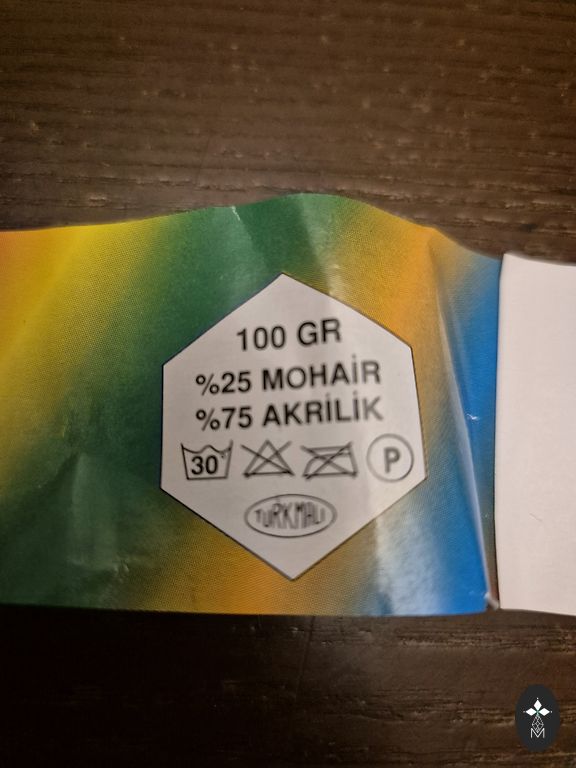 100 GR
%25 MOHAİR
%75 AKRİLİK
30° P
TÜRKMALI